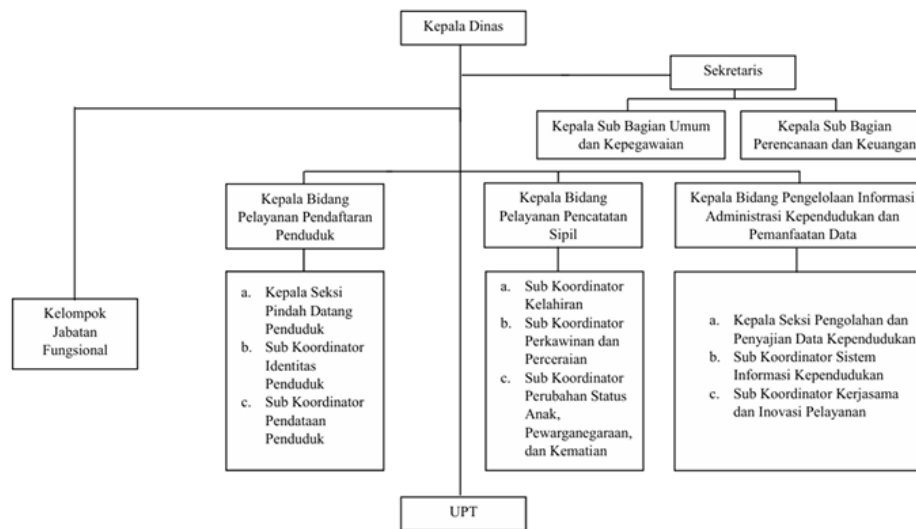 Kepala Dinas
Sekretaris
Kepala Sub Bagian Umum
dan Kepegawaian
Kepala Sub Bagian
Perencanaan dan Keuangan
Kepala Bidang
Pelayanan Pendaftaran
Penduduk
Kepala Bidang
Pelayanan Pencatatan
Sipil
Kepala Bidang Pengelolaan Informasi
Administrasi Kependudukan dan
Pemanfaatan Data
Kelompok
Jabatan
Fungsional
a. Kepala Seksi
Pindah Datang
Penduduk
b. Sub Koordinator
Identitas
Penduduk
c. Sub Koordinator
Pendataan
Penduduk
a. Sub Koordinator
Kelahiran
b. Sub Koordinator
Perkawinan dan
Perceraian
c. Sub Koordinator
Perubahan Status
Anak,
Pewarganegaraan,
dan Kematian
a. Kepala Seksi Pengolahan dan
Penyajian Data Kependudukan
b. Sub Koordinator Sistem
Informasi Kependudukan
c. Sub Koordinator Kerjasama
dan Inovasi Pelayanan
UPT